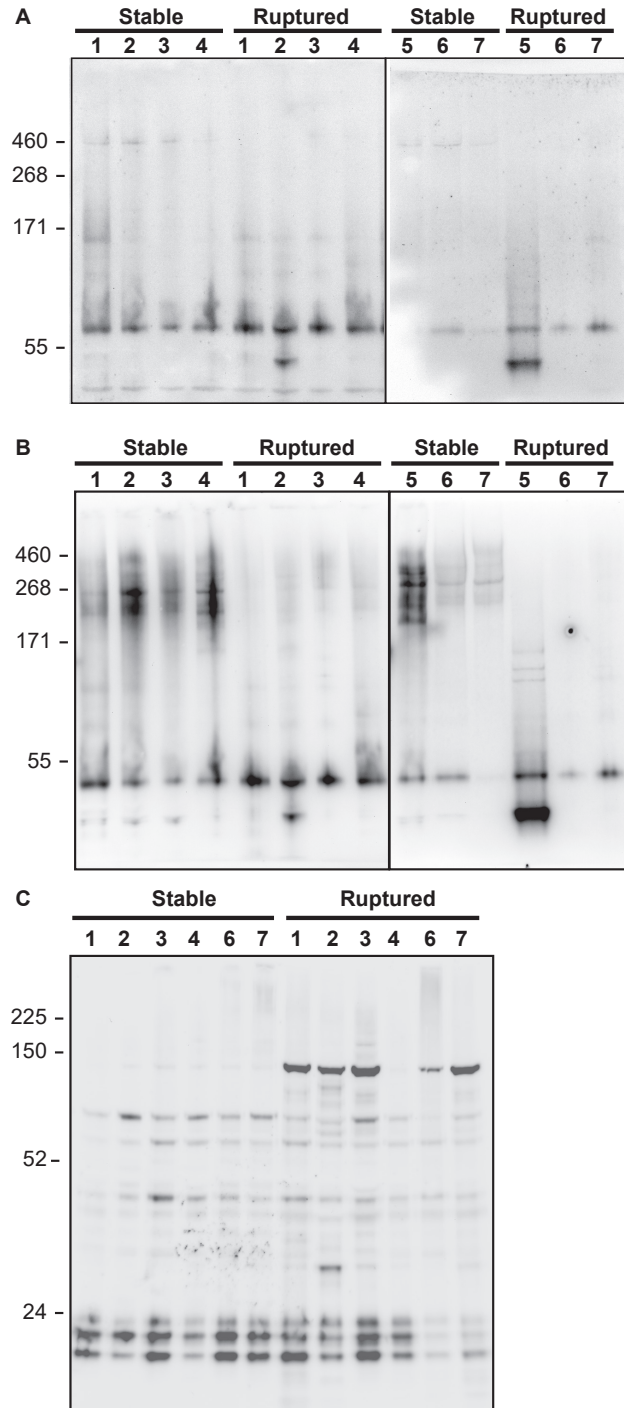 A Stable Ruptured Stable Ruptured
1 2 3 4 1 2 3 4 5 6 7 5 6 7
460 –
268 –
171 –
55 –
B Stable Ruptured Stable Ruptured
1 2 3 4 1 2 3 4 5 6 7 5 6 7
460 –
268 –
171 –
55 –
C Stable Ruptured
1 2 3 4 6 7 1 2 3 4 6 7
225 –
150 –
52 –
24 –